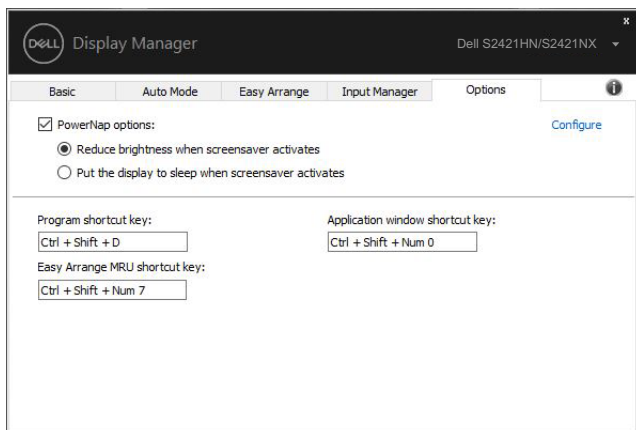 x
DELL Display Manager
Dell S2421HN/S2421NX
Basic Auto Mode Easy Arrange Input Manager Options
PowerNap options:
Configure
Reduce brightness when screensaver activates
Put the display to sleep when screensaver activates
Program shortcut key:
Application window shortcut key:
Ctrl + Shift + D
Ctrl + Shift + Num 0
Easy Arrange MRU shortcut key:
Ctrl + Shift + Num 7